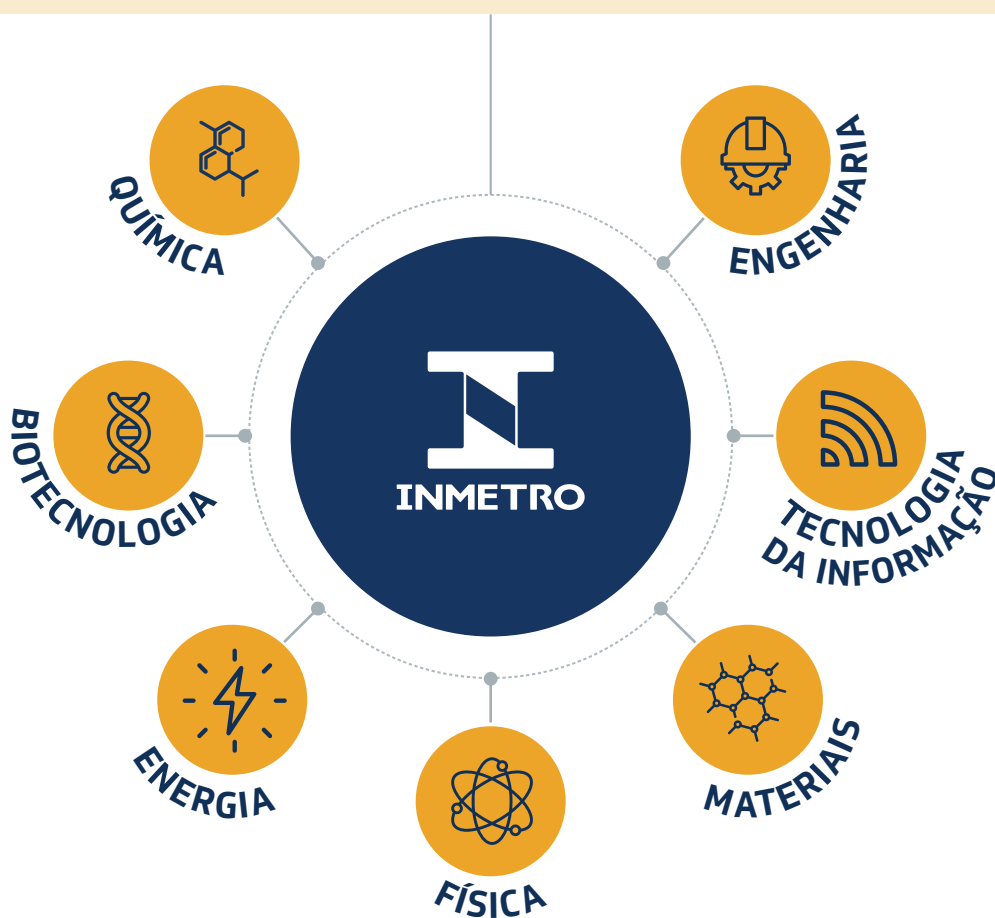 QUÍMICA
ENGENHARIA
BIOTECNOLOGIA
INMETRO
TECNOLOGIA
DA INFORMAÇÃO
ENERGIA
MATERIAIS
FÍSICA